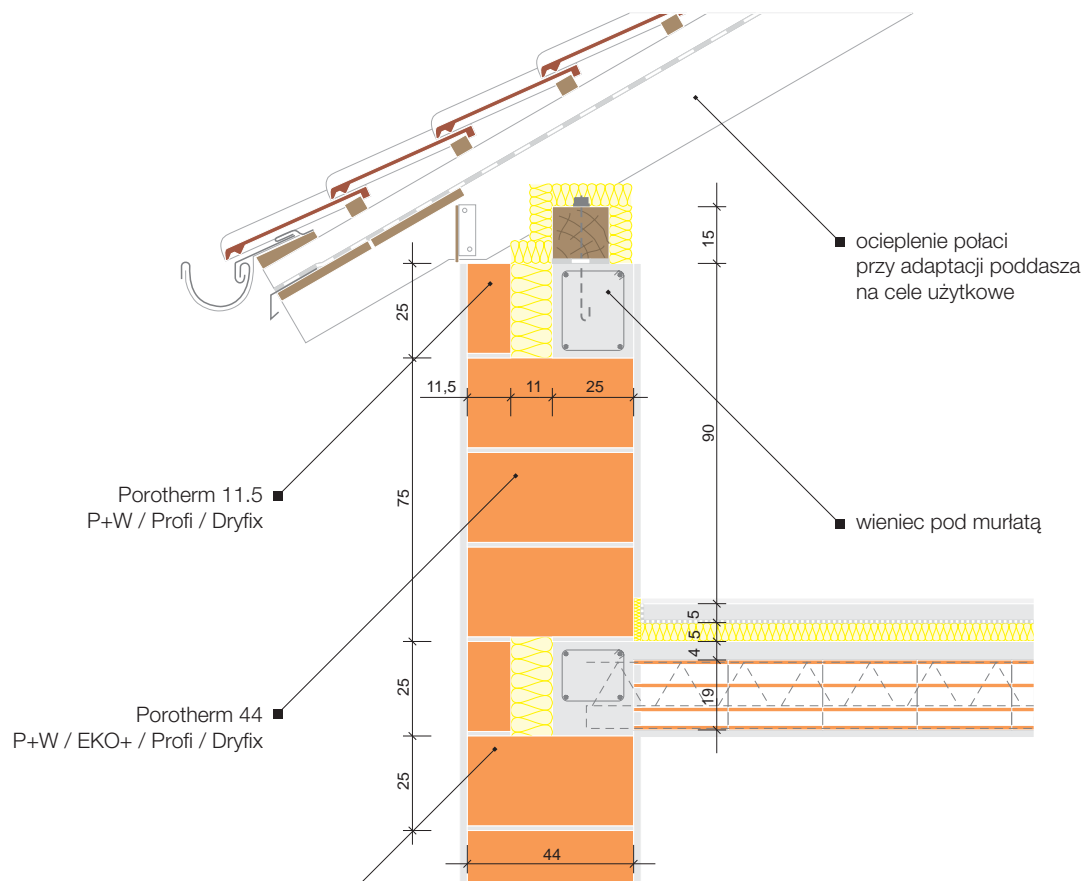 15
ocieplenie połaci
przy adaptacji poddasza
na cele użytkowe
25
11,5
11
25
90
Porotherm 11.5
P+W / Profi / Dryfix
75
wieniec pod murłatą
5
5
4
25
19
Porotherm 44
P+W / EKO+ / Profi / Dryfix
25
44